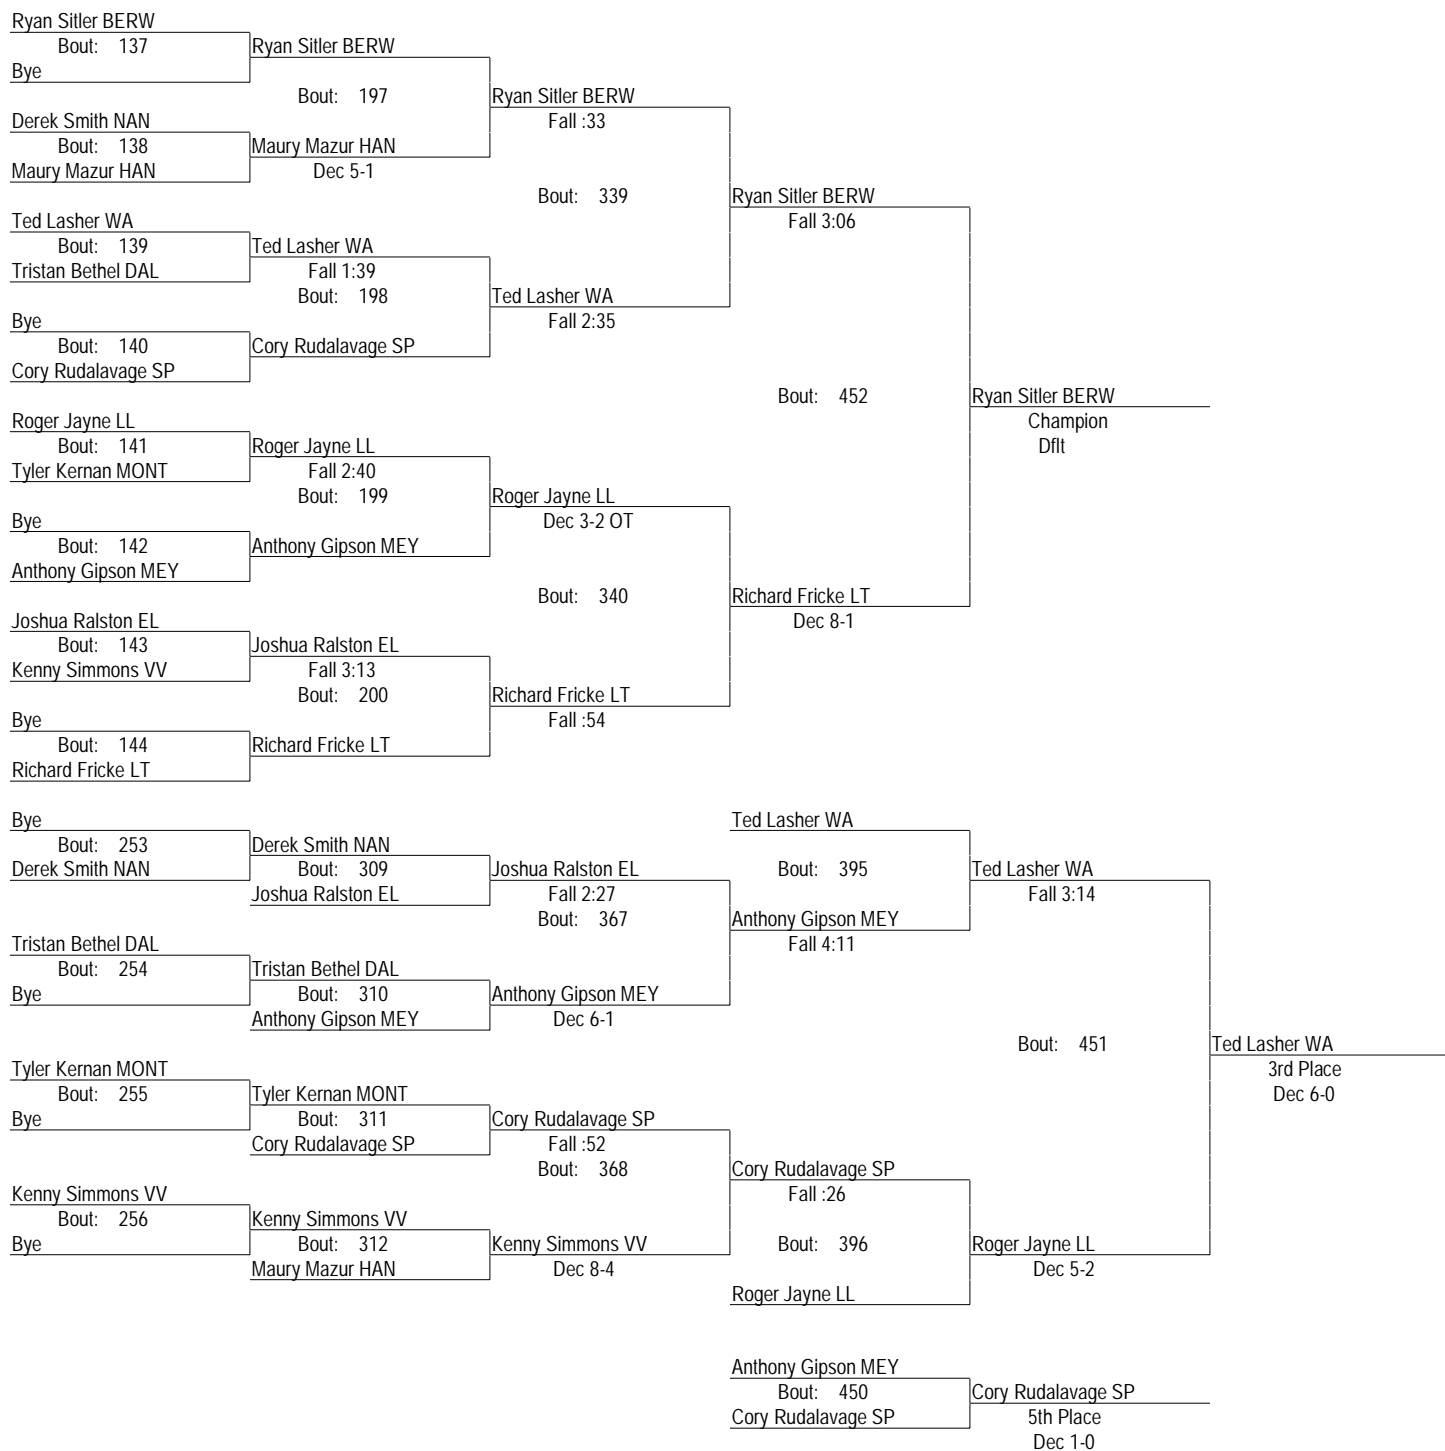 Ryan Sitler BERW
Bout: 137
Bye
Ryan Sitler BERW
Bout: 197
Derek Smith NAN
Bout: 138
Maury Mazur HAN
Maury Mazur HAN
Dec 5-1
Ryan Sitler BERW
Fall :33
Bout: 339
Ted Lasher WA
Bout: 139
Tristan Bethel DAL
Ted Lasher WA
Fall 1:39
Bout: 198
Bye
Bout: 140
Cory Rudalavage SP
Cory Rudalavage SP
Ted Lasher WA
Fall 2:35
Ryan Sitler BERW
Fall 3:06
Bout: 452
Roger Jayne LL
Bout: 141
Tyler Kernan MONT
Roger Jayne LL
Fall 2:40
Bout: 199
Bye
Bout: 142
Anthony Gipson MEY
Anthony Gipson MEY
Roger Jayne LL
Dec 3-2 OT
Bout: 340
Joshua Ralston EL
Bout: 143
Kenny Simmons VV
Joshua Ralston EL
Fall 3:13
Bout: 200
Bye
Bout: 144
Richard Fricke LT
Richard Fricke LT
Richard Fricke LT
Fall :54
Richard Fricke LT
Dec 8-1
Ryan Sitler BERW
Champion
Dflt
Bye
Bout: 253
Derek Smith NAN
Derek Smith NAN
Bout: 309
Joshua Ralston EL
Joshua Ralston EL
Fall 2:27
Bout: 367
Tristan Bethel DAL
Bout: 254
Bye
Tristan Bethel DAL
Bout: 310
Anthony Gipson MEY
Anthony Gipson MEY
Dec 6-1
Ted Lasher WA
Bout: 395
Anthony Gipson MEY
Fall 4:11
Ted Lasher WA
Fall 3:14
Bout: 451
Tyler Kernan MONT
Bout: 255
Bye
Tyler Kernan MONT
Bout: 311
Cory Rudalavage SP
Cory Rudalavage SP
Fall :52
Bout: 368
Kenny Simmons VV
Bout: 256
Bye
Kenny Simmons VV
Bout: 312
Maury Mazur HAN
Kenny Simmons VV
Dec 8-4
Cory Rudalavage SP
Fall :26
Bout: 396
Roger Jayne LL
Roger Jayne LL
Dec 5-2
Ted Lasher WA
3rd Place
Dec 6-0
Anthony Gipson MEY
Bout: 450
Cory Rudalavage SP
Cory Rudalavage SP
5th Place
Dec 1-0